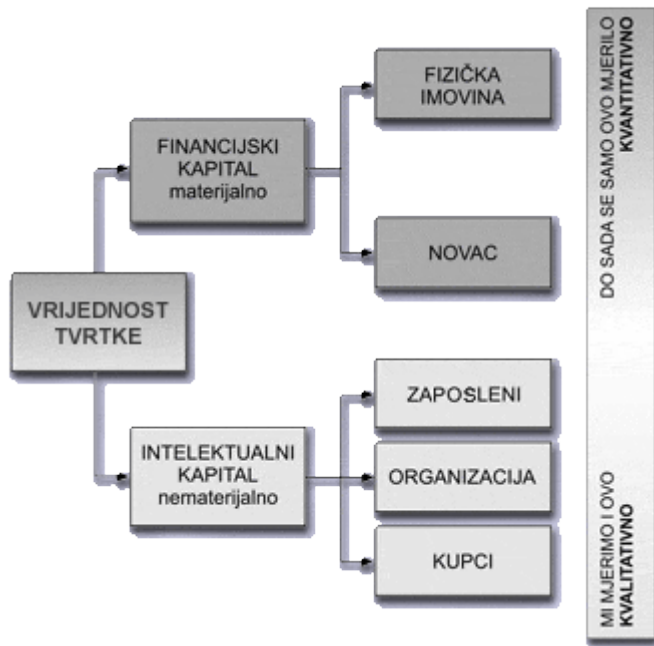 VRIJEDNOST
TVRTKE
FINANCIJSKI
KAPITAL
materijalno
FIZIČKA
IMOVINA
NOVAC
INTELEKTUALNI
KAPITAL
nematerijalno
ZAPOSLENI
ORGANIZACIJA
KUPCI
DO SADA SE SAMO OVO MJERILO
KVANTITATIVNO
MI MJERIMO I OVO
KVALITATIVNO